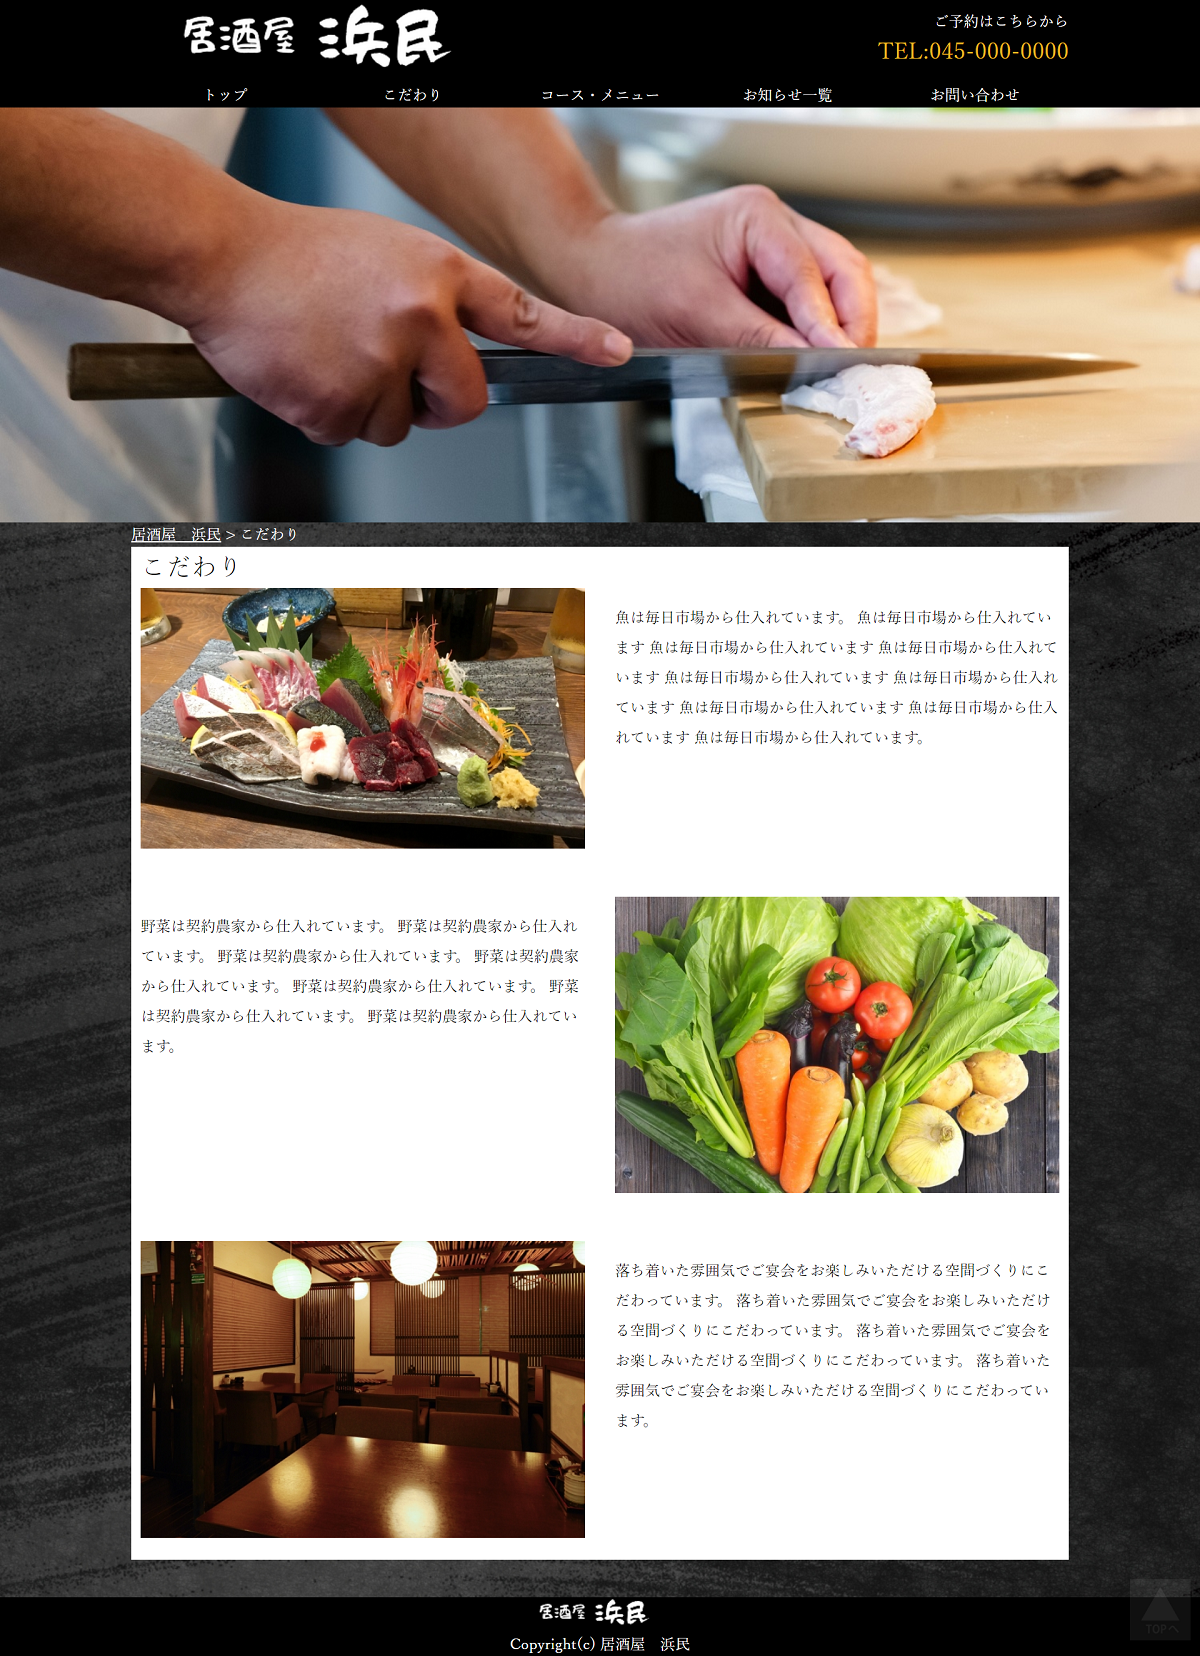 居酒屋 浜民
ご予約はこちらから
TEL:045-000-0000
トップ
こだわり
コース・メニュー
お知らせ一覧
お問い合わせ
居酒屋　浜民 > こだわり
こだわり
魚は毎日市場から仕入れています。 魚は毎日市場から仕入れてい
ます 魚は毎日市場から仕入れています 魚は毎日市場から仕入れて
います 魚は毎日市場から仕入れています 魚は毎日市場から仕入れ
ています 魚は毎日市場から仕入れています 魚は毎日市場から仕入
れています 魚は毎日市場から仕入れています。
野菜は契約農家から仕入れています。 野菜は契約農家から仕入れ
ています。 野菜は契約農家から仕入れています。 野菜は契約農家
から仕入れています。 野菜は契約農家から仕入れています。 野菜
は契約農家から仕入れています。 野菜は契約農家から仕入れてい
ます。
落ち着いた雰囲気でご宴会をお楽しみいただける空間づくりにこ
だわっています。 落ち着いた雰囲気でご宴会をお楽しみいただけ
る空間づくりにこだわっています。 落ち着いた雰囲気でご宴会を
お楽しみいただける空間づくりにこだわっています。 落ち着いた
雰囲気でご宴会をお楽しみいただける空間づくりにこだわってい
ます。
TOPへ
居酒屋 浜民
Copyright(c) 居酒屋　浜民